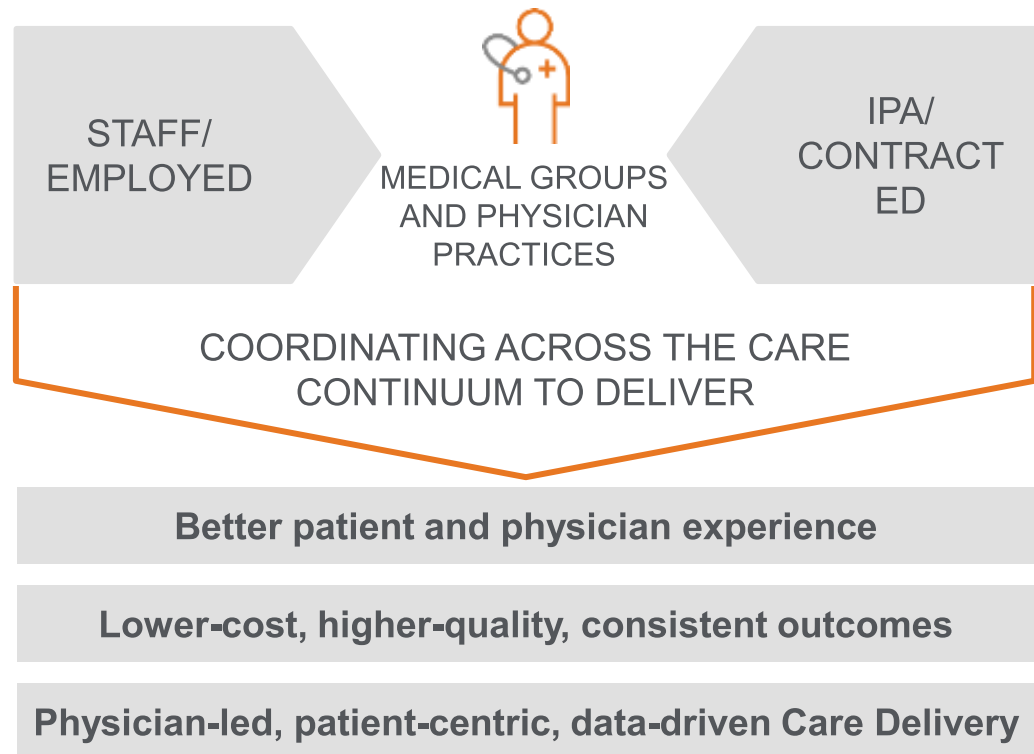 STAFF/
EMPLOYED
MEDICAL GROUPS
AND PHYSICIAN
PRACTICES
IPA/
CONTRACT
ED
COORDINATING ACROSS THE CARE
CONTINUUM TO DELIVER
Better patient and physician experience
Lower-cost, higher-quality, consistent outcomes
Physician-led, patient-centric, data-driven Care Delivery